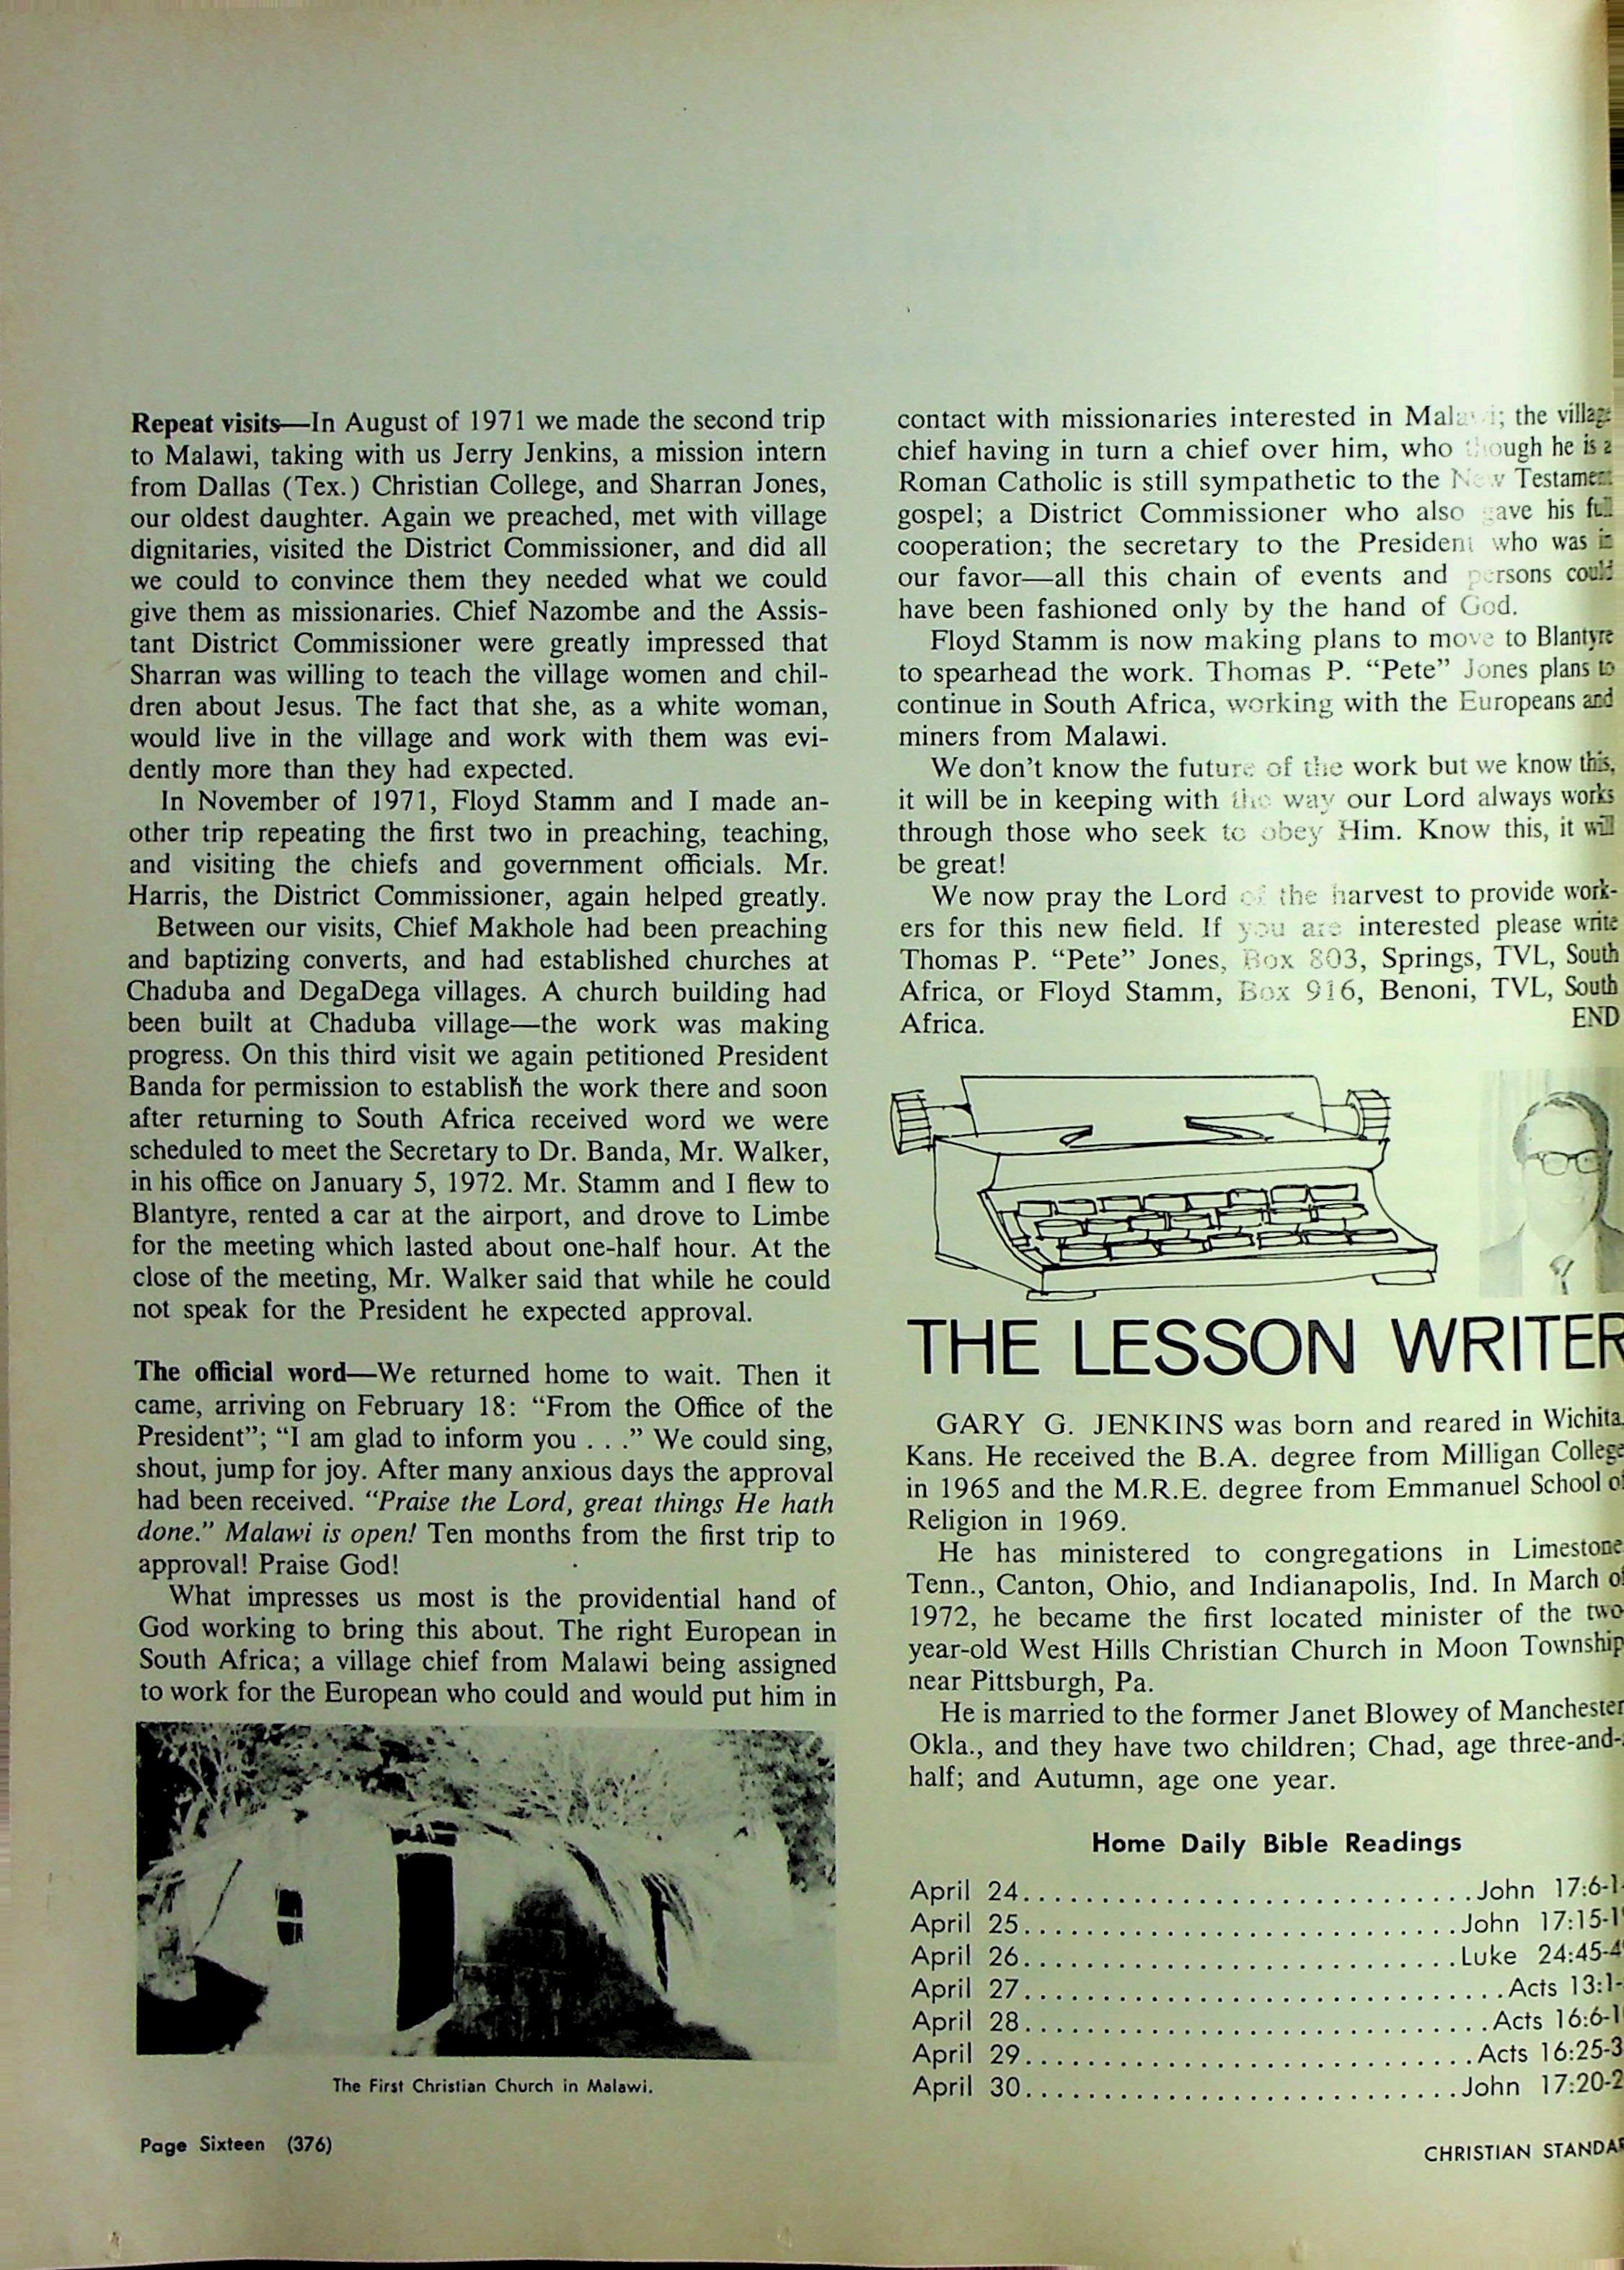 Repeat visits—In August of 1971 we made the second trip
to Malawi, taking with us Jerry Jenkins, a mission intern
from Dallas (Tex.) Christian College, and Sharran Jones,
our oldest daughter. Again we preached, met with village
dignitaries, visited the District Commissioner, and did all
we could to convince them they needed what we could
give them as missionaries. Chief Nazombe and the Assis-
tant District Commissioner were greatly impressed that
Sharran was willing to teach the village women and chil-
dren about Jesus. The fact that she, as a white woman,
would live in the village and work with them was evi-
dently more than they had expected.
In November of 1971, Floyd Stamm and I made an-
other trip repeating the first two in preaching, teaching,
and visiting the chiefs and government officials. Mr.
Harris, the District Commissioner, again helped greatly.
Between our visits, Chief Makhole had been preaching
and baptizing converts, and had established churches at
Chaduba and DegaDega villages. A church building had
been built at Chaduba village—the work was making
progress. On this third visit we again petitioned President
Banda for permission to establish the work there and soon
after returning to South Africa received word we were
scheduled to meet the Secretary to Dr. Banda, Mr. Walker,
in his office on January 5, 1972. Mr. Stamm and I flew to
Blantyre, rented a car at the airport, and drove to Limbe
for the meeting which lasted about one-half hour. At the
close of the meeting, Mr. Walker said that while he could
not speak for the President he expected approval.
The official word—We returned home to wait. Then it
came, arriving on February 18: “From the Office of the
President”; “I am glad to inform you . . .” We could sing,
shout, jump for joy. After many anxious days the approval
had been received. “Praise the Lord, great things He hath
done.” Malawi is open! Ten months from the first trip to
approval! Praise God!
What impresses us most is the providential hand of
God working to bring this about. The right European in
South Africa; a village chief from Malawi being assigned
to work for the European who could and would put him in
The First Christian Church in Malawi.
Page Sixteen (376)
contact with missionaries interested in Malawi; the village
chief having in turn a chief over him, who though he is a
Roman Catholic is still sympathetic to the New Testament
gospel; a District Commissioner who also gave his full
cooperation; the secretary to the President who was in
our favor—all this chain of events and persons could
have been fashioned only by the hand of God.
Floyd Stamm is now making plans to move to Blantyre
to spearhead the work. Thomas P. “Pete” Jones plans to
continue in South Africa, working with the Europeans and
miners from Malawi.
We don’t know the future of the work but we know this,
it will be in keeping with the way our Lord always works
through those who seek to obey Him. Know this, it will
be great!
We now pray the Lord of the harvest to provide work-
ers for this new field. If you are interested please write
Thomas P. “Pete” Jones, Box 803, Springs, TVL, South
Africa, or Floyd Stamm, Box 916, Benoni, TVL, South
Africa. END
THE LESSON WRITER
GARY G. JENKINS was born and reared in Wichita,
Kans. He received the B.A. degree from Milligan College
in 1965 and the M.R.E. degree from Emmanuel School of
Religion in 1969.
He has ministered to congregations in Limestone
Tenn., Canton, Ohio, and Indianapolis, Ind. In March of
1972, he became the first located minister of the two-
year-old West Hills Christian Church in Moon Township
near Pittsburgh, Pa.
He is married to the former Janet Blowey of Manchester
Okla., and they have two children; Chad, age three-and-
half; and Autumn, age one year.
Home Daily Bible Readings
April 24 John 17:6-1
April 25 John 17:15-1
April 26 Luke 24:45-4
April 27 Acts 13:1-
April 28 Acts 16:6-1
April 29 Acts 16:25-3
April 30 John 17:20-2
CHRISTIAN STANDA